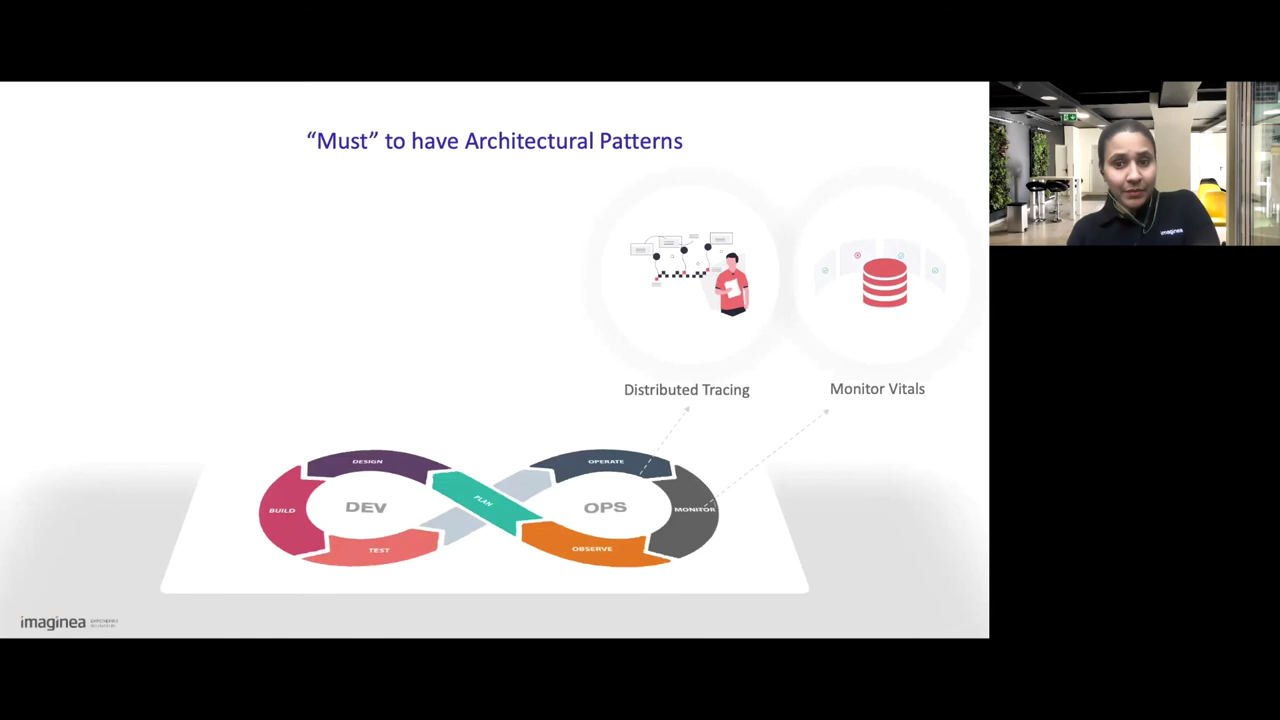 “Must” to have Architectural Patterns
imaginea
Distributed Tracing
Monitor Vitals
DESIGN
OPERATE
BUILD
DEV
PLAN
OPS
MONITOR
TEST
OBSERVE
imaginea